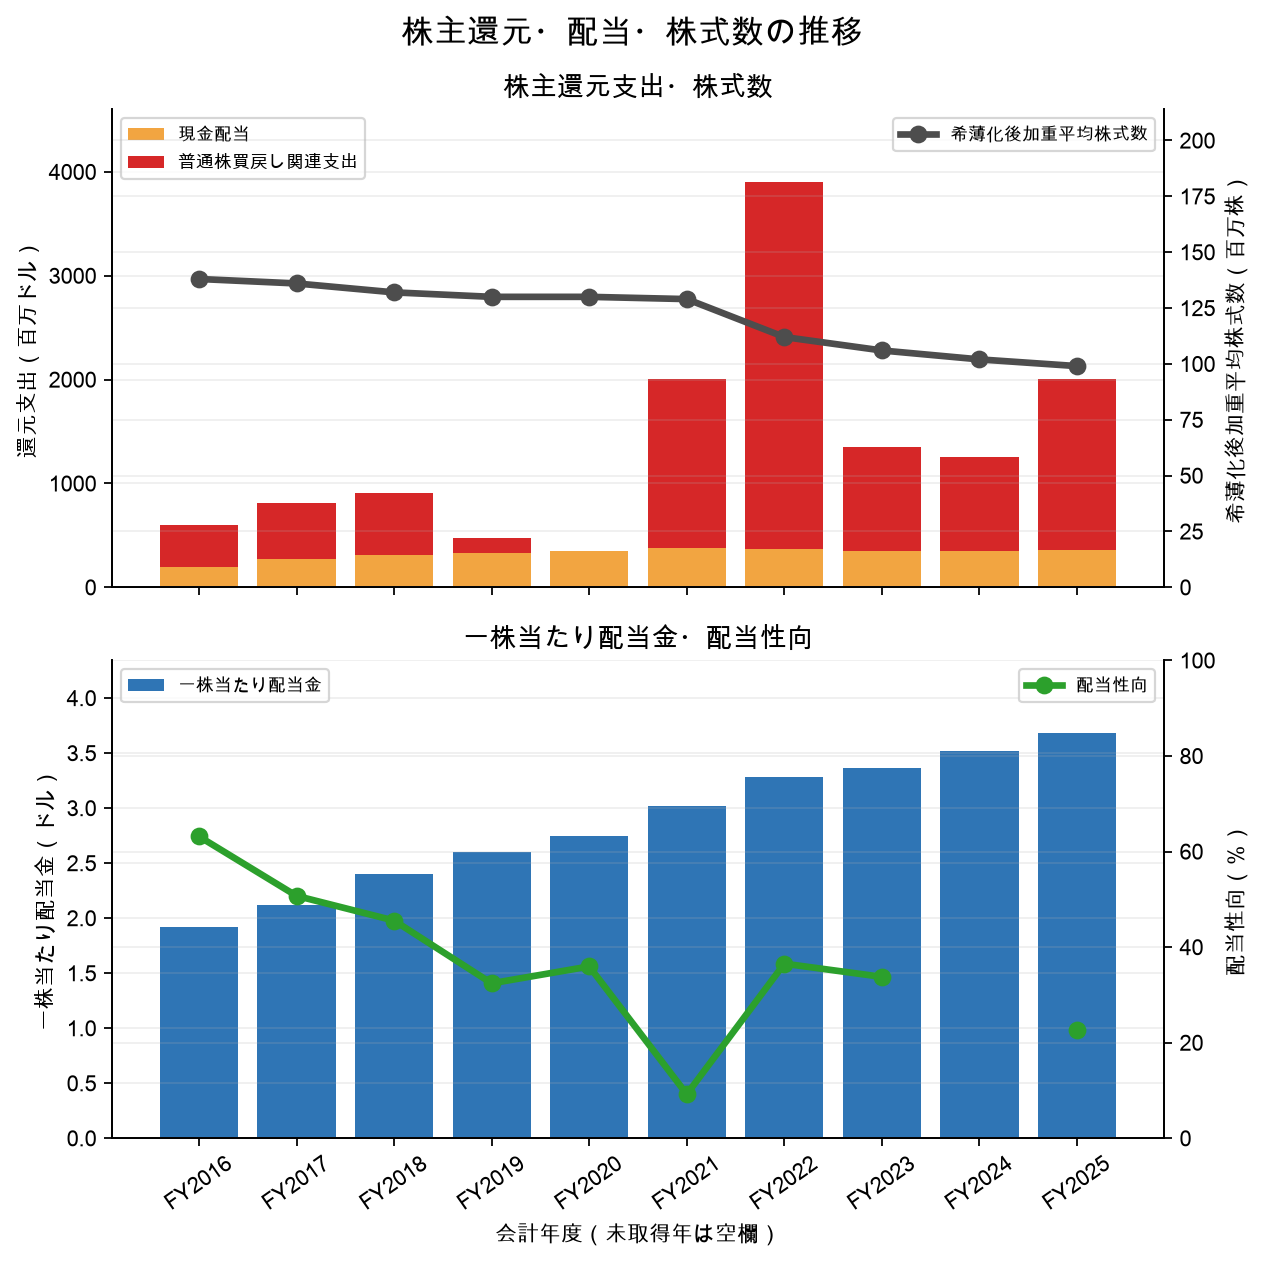 株主還元・配当・株式数の推移
株主還元支出・株式数
現金配当
普通株買戻し関連支出
希薄化後加重平均株式数
還元支出(百万ドル)
4000
3000
2000
1000
0
200
175
150
125
100
75
50
25
0
希薄化後加重平均株式数(百万株)
一株当たり配当金・配当性向
一株当たり配当金
配当性向
一株当たり配当金(ドル)
4.0
3.5
3.0
2.5
2.0
1.5
1.0
0.5
0.0
100
80
60
40
20
0
配当性向(%)
FY2016
FY2017
FY2018
FY2019
FY2020
FY2021
FY2022
FY2023
FY2024
FY2025
会計年度(未取得年は空欄)